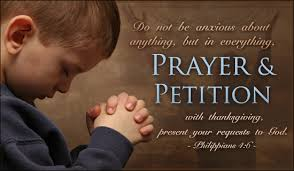 Do not be anxious about
anything, but in everything,
PRAYER &
PETITION
with thanksgiving,
present your requests to God.
- Philippians 4:6 -